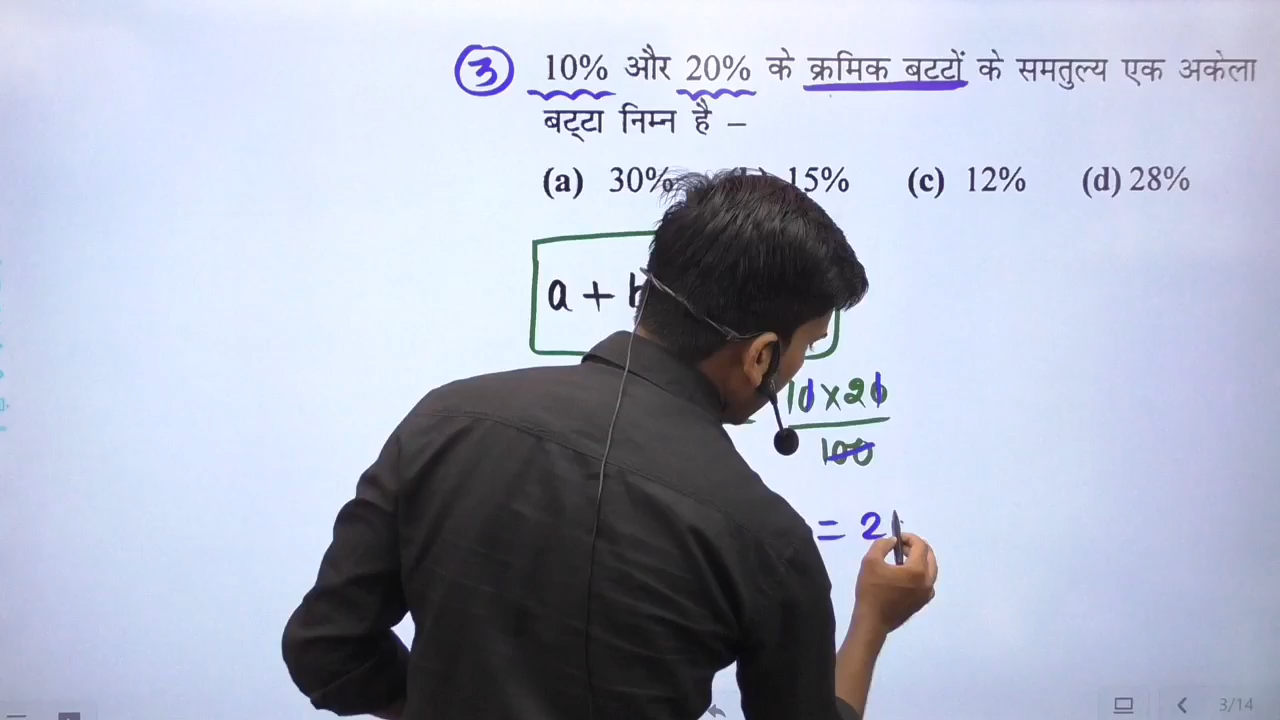 3 10% और 20% के क्रमिक बटटों के समतुल्य एक अकेला
बट्टा निम्न है –
(a) 30% 15% (c) 12% (d) 28%
a +
10 × 20
100
= 2
3/14